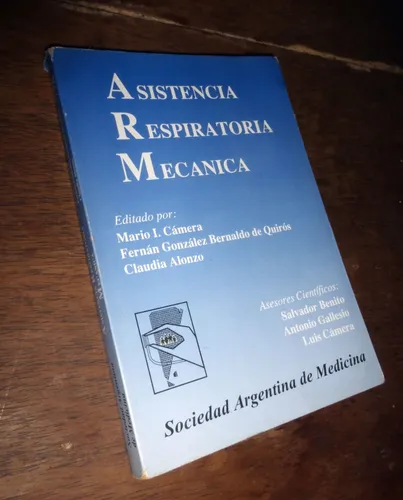 ASISTENCIA
RESPIRATORIA
MECANICA
Editado por:
Mario I. Cámera
Fernán González Bernaldo de Quirós
Claudia Alonzo
Asesores Científicos:
Salvador Benito
Antonio Gallesio
Luis Cámera
Sociedad Argentina de Medicina